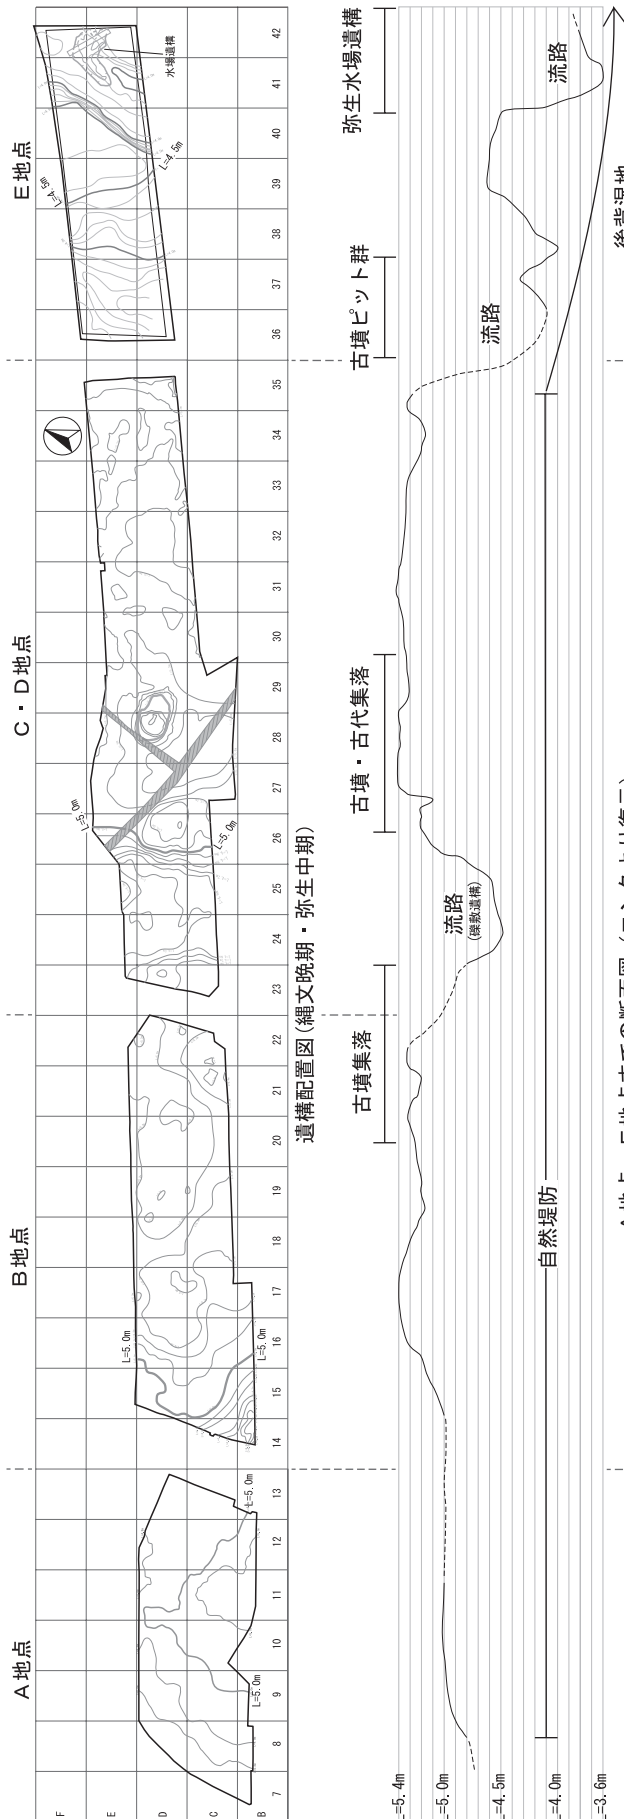 A地点
B地点
C・D地点
E地点
F
E
D
C
B
7 8 9 10 11 12 13 14 15 16 17 18 19 20 21 22 23 24 25 26 27 28 29 30 31 32 33 34 35 36 37 38 39 40 41 42
L=5.0m
L=5.0m
L=5.0m
L=5.0m
L=5.0m
L=5.0m
L=4.5m
L=4.5m
水場遺構
遺構配置図(縄文晩期・弥生中期)
古墳集落
古墳・古代集落
古墳ピット群
弥生水場遺構
流路
(礫敷遺構)
流路
流路
自然堤防
後背湿地
=5.4m
=5.0m
=4.5m
=4.0m
=3.6m